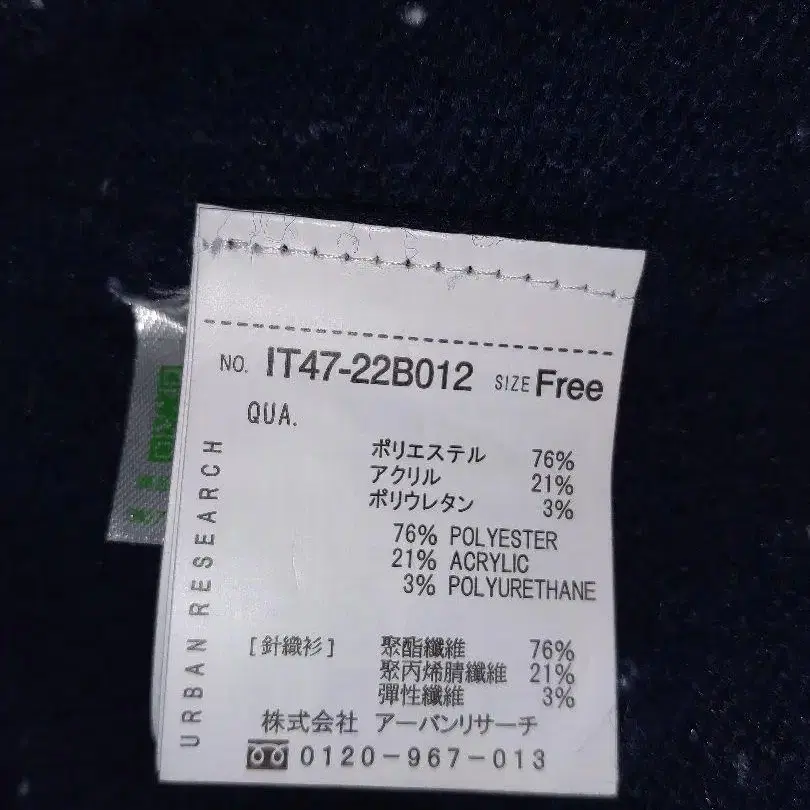 NO. IT47-22B012 SIZE Free
QUA.
ポリエステル 76%
アクリル 21%
ポリウレタン 3%
76% POLYESTER
21% ACRYLIC
3% POLYURETHANE
[針織衫] 聚酯纖維 76%
聚丙烯腈纖維 21%
彈性纖維 3%
株式会社 アーバンリサーチ
0120-967-013
URBAN RESEARCH